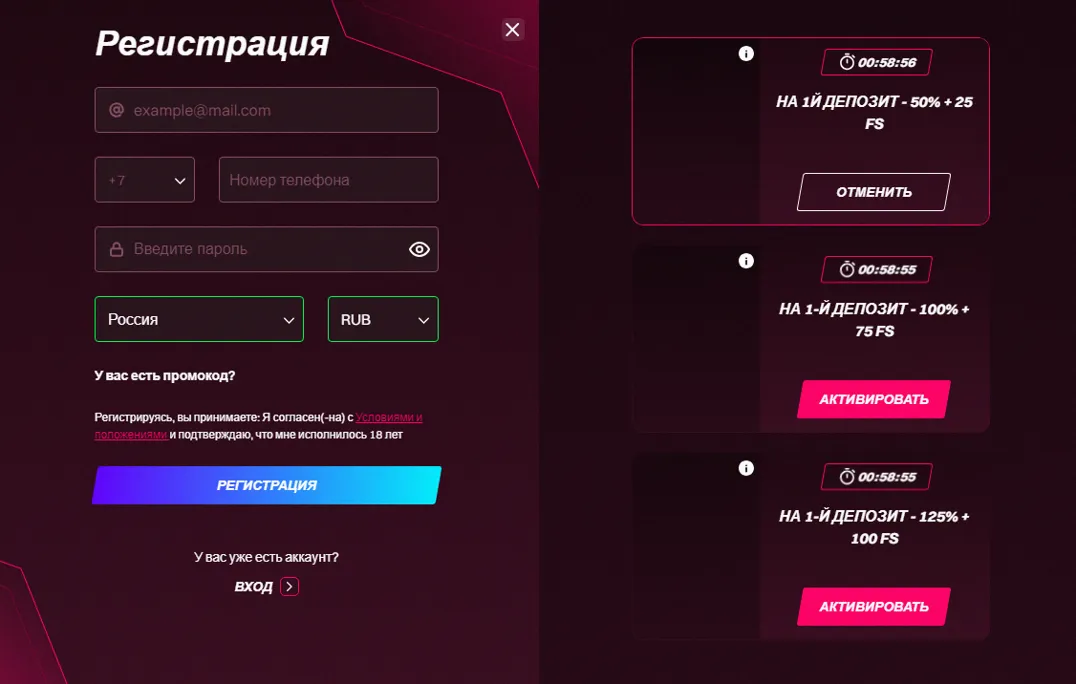 Регистрация
example@mail.com
+7
Номер телефона
Введите пароль
Россия
RUB
У вас есть промокод?
Регистрируясь, вы принимаете: Я согласен(-на) с Условиями и
положениями и подтверждаю, что мне исполнилось 18 лет
РЕГИСТРАЦИЯ
У вас уже есть аккаунт?
ВХОД
00:58:56
НА 1Й ДЕПОЗИТ - 50% + 25
FS
ОТМЕНИТЬ
00:58:55
НА 1-Й ДЕПОЗИТ - 100% +
75 FS
АКТИВИРОВАТЬ
00:58:55
НА 1-Й ДЕПОЗИТ - 125% +
100 FS
АКТИВИРОВАТЬ